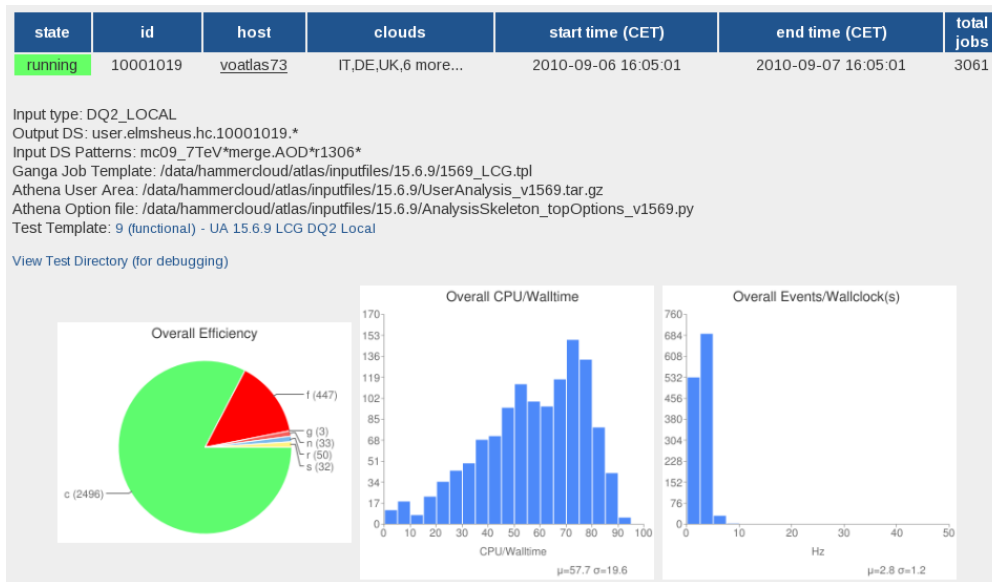 state id host clouds start time (CET) end time (CET) total jobs
running 10001019 voatlas73 IT,DE,UK,6 more... 2010-09-06 16:05:01 2010-09-07 16:05:01 3061
Input type: DQ2_LOCAL
Output DS: user.elmsheus.hc.10001019.*
Input DS Patterns: mc09_7TeV*merge.AOD*r1306*
Ganga Job Template: /data/hammercloud/atlas/inputfiles/15.6.9/1569_LCG.tpl
Athena User Area: /data/hammercloud/atlas/inputfiles/15.6.9/UserAnalysis_v1569.tar.gz
Athena Option file: /data/hammercloud/atlas/inputfiles/15.6.9/AnalysisSkeleton_topOptions_v1569.py
Test Template: 9 (functional) - UA 15.6.9 LCG DQ2 Local
View Test Directory (for debugging)
Overall Efficiency
f (447)
g (3)
n (33)
r (50)
s (32)
c (2496)
Overall CPU/Walltime
170
153
136
119
102
85
68
51
34
17
0
0 10 20 30 40 50 60 70 80 90 100
CPU/Walltime
μ=57.7 σ=19.6
Overall Events/Wallclock(s)
760
684
608
532
456
380
304
228
152
76
0
0 10 20 30 40 50
Hz
μ=2.8 σ=1.2